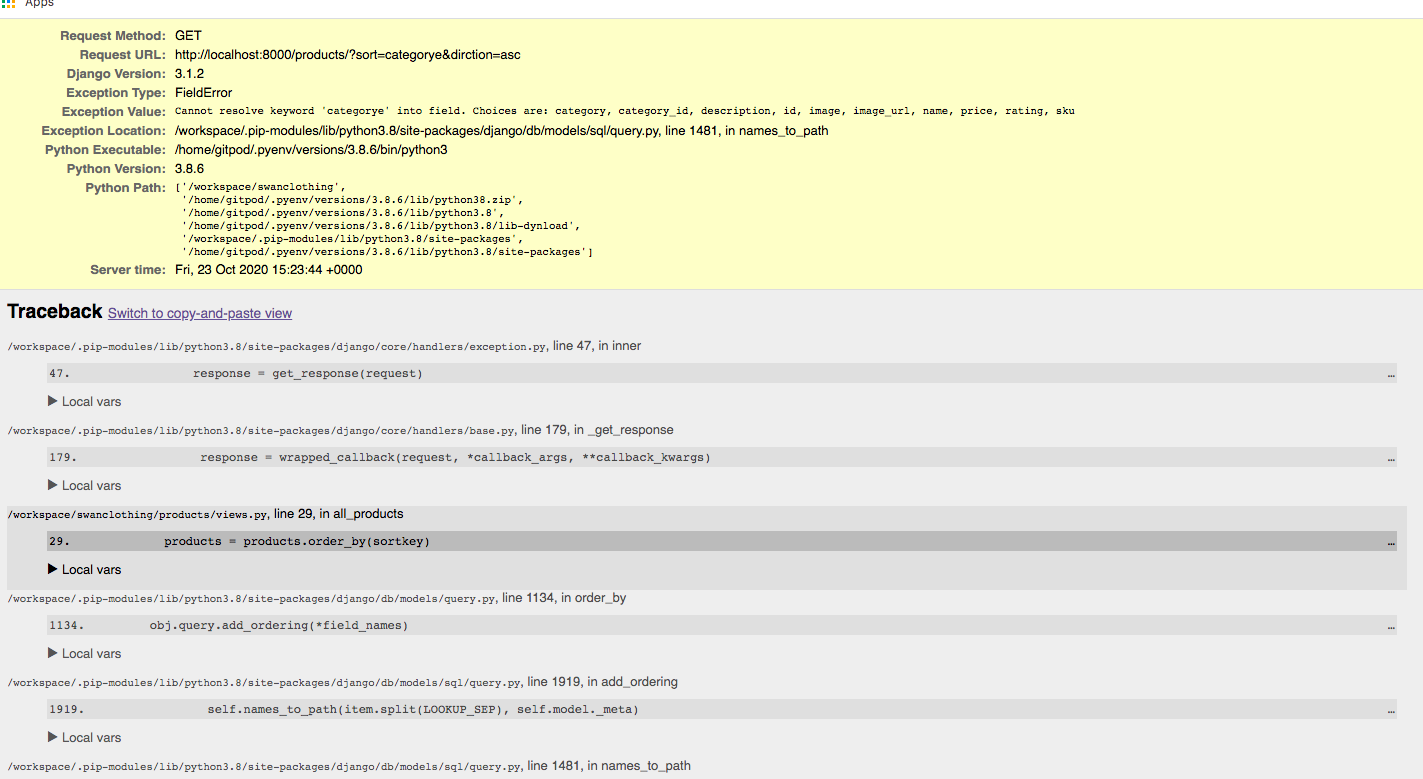 Apps
Request Method: GET
Request URL: http://localhost:8000/products/?sort=categorye&dirction=asc
Django Version: 3.1.2
Exception Type: FieldError
Exception Value: Cannot resolve keyword 'categorye' into field. Choices are: category, category_id, description, id, image, image_url, name, price, rating, sku
Exception Location: /workspace/.pip-modules/lib/python3.8/site-packages/django/db/models/sql/query.py, line 1481, in names_to_path
Python Executable: /home/gitpod/.pyenv/versions/3.8.6/bin/python3
Python Version: 3.8.6
Python Path: ['/workspace/swanclothing',
'/home/gitpod/.pyenv/versions/3.8.6/lib/python38.zip',
'/home/gitpod/.pyenv/versions/3.8.6/lib/python3.8',
'/home/gitpod/.pyenv/versions/3.8.6/lib/python3.8/lib-dynload',
'/workspace/.pip-modules/lib/python3.8/site-packages',
'/home/gitpod/.pyenv/versions/3.8.6/lib/python3.8/site-packages']
Server time: Fri, 23 Oct 2020 15:23:44 +0000
Traceback Switch to copy-and-paste view
/workspace/.pip-modules/lib/python3.8/site-packages/django/core/handlers/exception.py, line 47, in inner
47. response = get_response(request) …
▶ Local vars
/workspace/.pip-modules/lib/python3.8/site-packages/django/core/handlers/base.py, line 179, in _get_response
179. response = wrapped_callback(request, *callback_args, **callback_kwargs) …
▶ Local vars
/workspace/swanclothing/products/views.py, line 29, in all_products
29. products = products.order_by(sortkey) …
▶ Local vars
/workspace/.pip-modules/lib/python3.8/site-packages/django/db/models/query.py, line 1134, in order_by
1134. obj.query.add_ordering(*field_names) …
▶ Local vars
/workspace/.pip-modules/lib/python3.8/site-packages/django/db/models/sql/query.py, line 1919, in add_ordering
1919. self.names_to_path(item.split(LOOKUP_SEP), self.model._meta) …
▶ Local vars
/workspace/.pip-modules/lib/python3.8/site-packages/django/db/models/sql/query.py, line 1481, in names_to_path